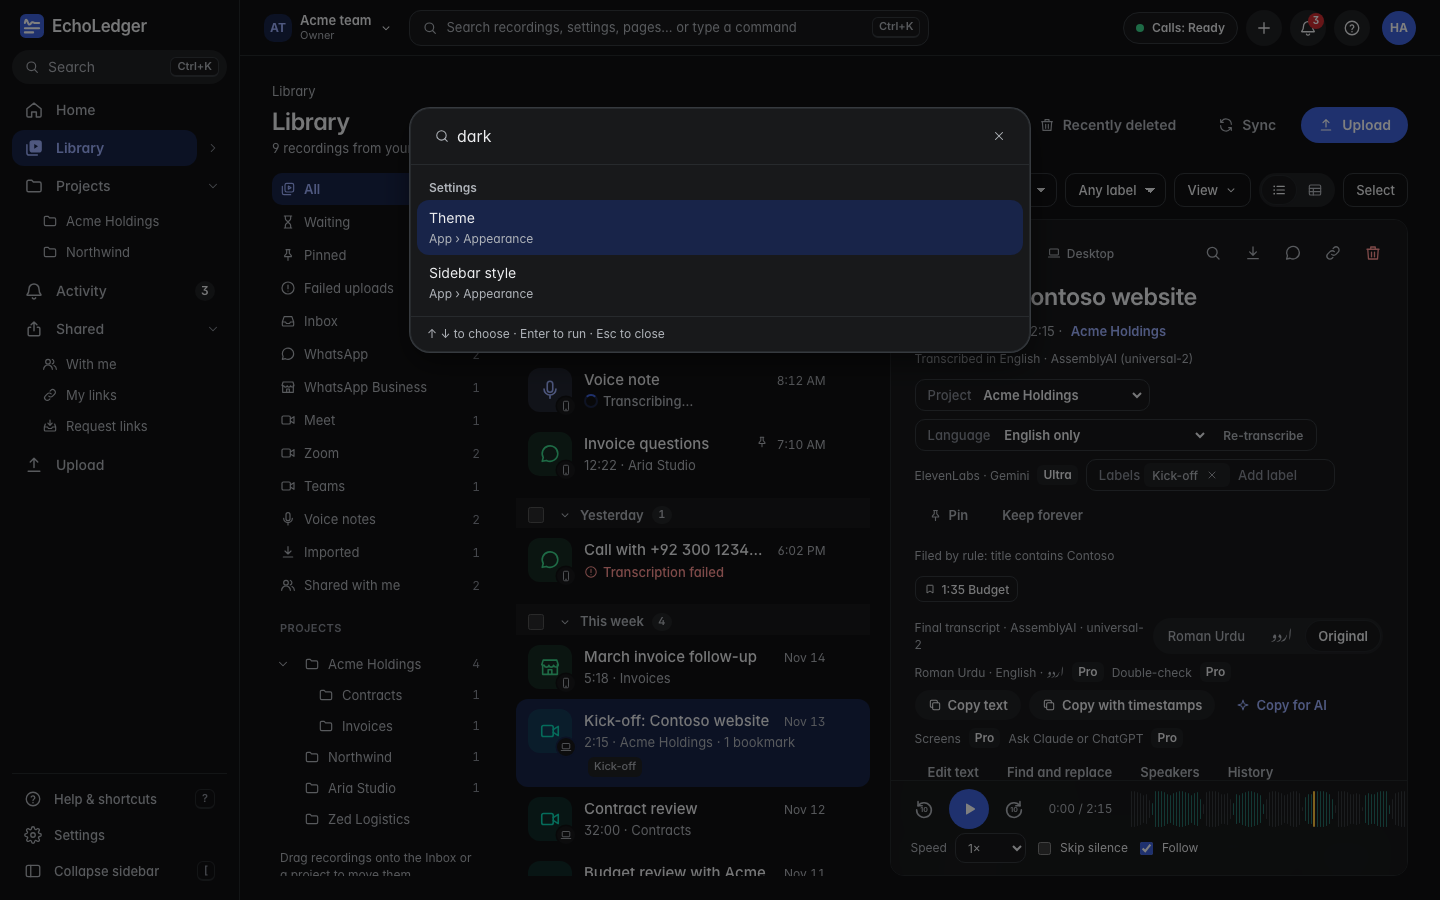 EchoLedger
Search Ctrl+K
Home
Library
Projects
Acme Holdings
Northwind
Activity 3
Shared
With me
My links
Request links
Upload
Help & shortcuts ?
Settings
Collapse sidebar [
AT Acme team
Owner
Search recordings, settings, pages... or type a command Ctrl+K
Calls: Ready
3
HA
Library
Library
9 recordings from your
Recently deleted Sync Upload
dark
Settings
Theme
App › Appearance
Sidebar style
App › Appearance
↑ ↓ to choose · Enter to run · Esc to close
Any label View Select
All
Waiting
Pinned
Failed uploads
Inbox
WhatsApp 2
WhatsApp Business 1
Meet 1
Zoom 2
Teams 1
Voice notes 2
Imported 1
Shared with me 2
PROJECTS
Acme Holdings 4
Contracts 1
Invoices 1
Northwind 1
Aria Studio 1
Zed Logistics
Drag recordings onto the Inbox or
a project to move them
Voice note 8:12 AM
Transcribing...
Invoice questions 7:10 AM
12:22 · Aria Studio
Yesterday 1
Call with +92 300 1234... 6:02 PM
Transcription failed
This week 4
March invoice follow-up Nov 14
5:18 · Invoices
Kick-off: Contoso website Nov 13
2:15 · Acme Holdings · 1 bookmark
Kick-off
Contract review Nov 12
32:00 · Contracts
Budget review with Acme Nov 11
Desktop
ontoso website
2:15 · Acme Holdings
Transcribed in English · AssemblyAI (universal-2)
Project Acme Holdings
Language English only Re-transcribe
ElevenLabs · Gemini Ultra Labels Kick-off × Add label
Pin Keep forever
Filed by rule: title contains Contoso
1:35 Budget
Final transcript · AssemblyAI · universal-
2
Roman Urdu اردو Original
Roman Urdu · English · اردو Pro Double-check Pro
Copy text Copy with timestamps Copy for AI
Screens Pro Ask Claude or ChatGPT Pro
Edit text Find and replace Speakers History
10 10 0:00 / 2:15
Speed 1× Skip silence Follow